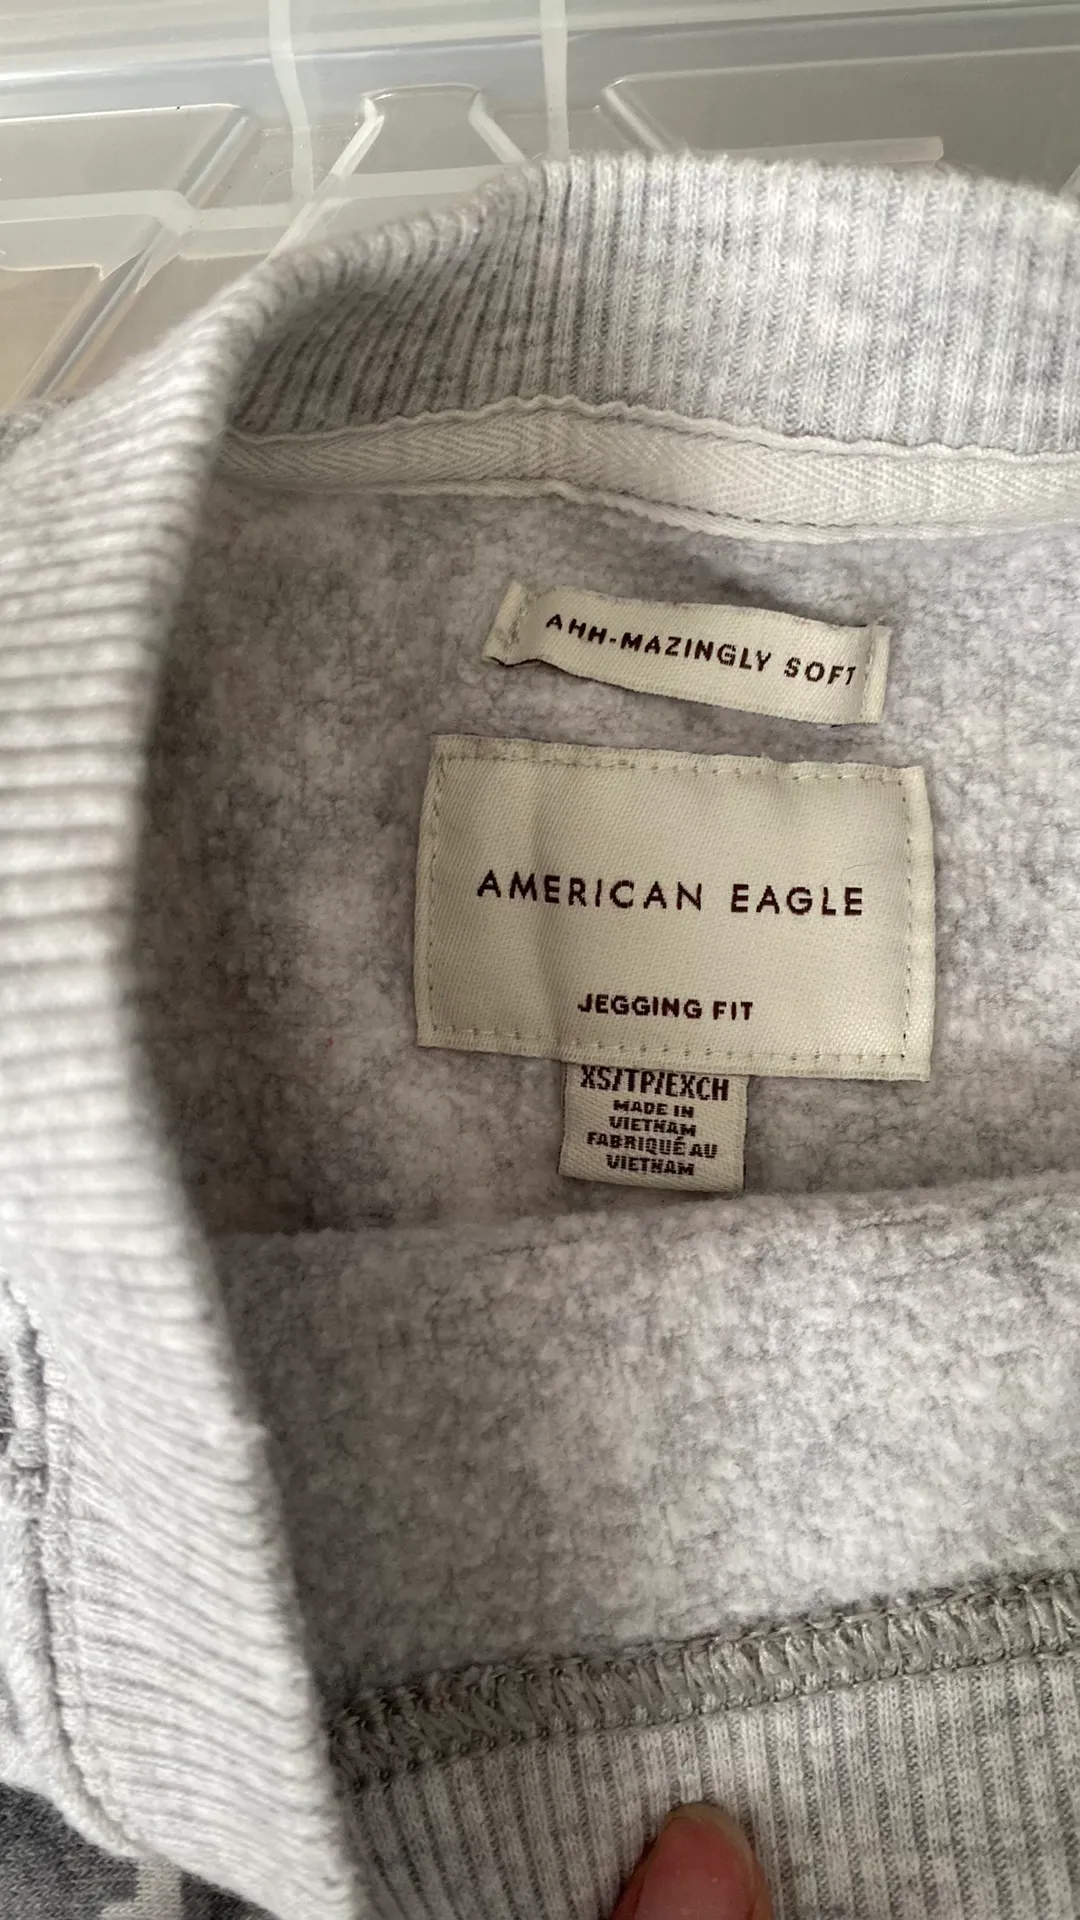 AHH-MAZINGLY SOFT
AMERICAN EAGLE
JEGGING FIT
XS/TP/EXCH
MADE IN
VIETNAM
FABRIQUÉ AU
VIETNAM